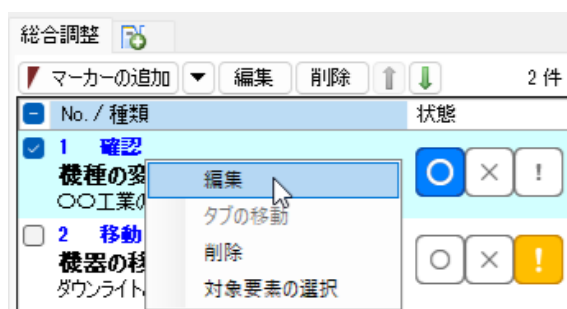 総合調整
マーカーの追加 編集 削除 2 件
No. / 種類 状態
1 確認
機種の変
〇〇工業の
2 移動
機器の移
ダウンライト
編集
タブの移動
削除
対象要素の選択